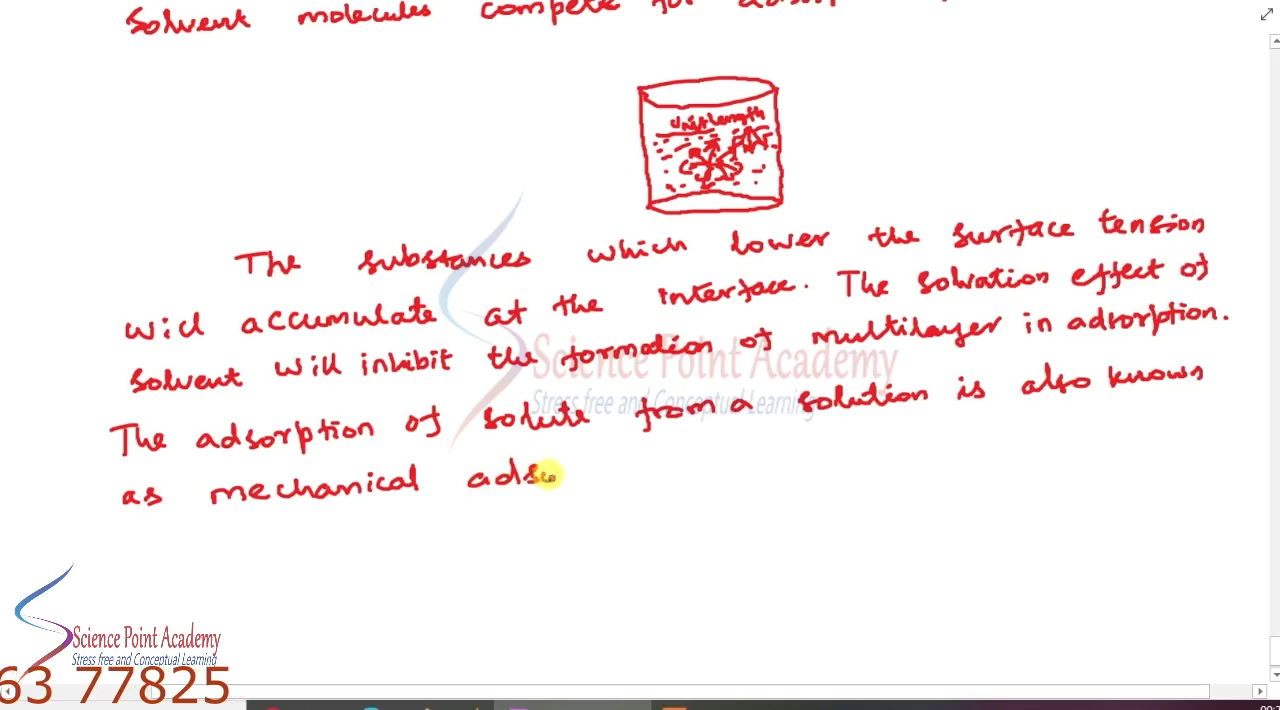 Solvent molecules compete for
unit length
The substances which lower the surface tension
will accumulate at the interface. The solvation effect of
solvent will inhibit the formation of multilayer in adsorption.
Science Point Academy
Stress free and Conceptual Learning
The adsorption of solute from a solution is also known
as mechanical ads
Science Point Academy
Stress free and Conceptual Learning
63 77825